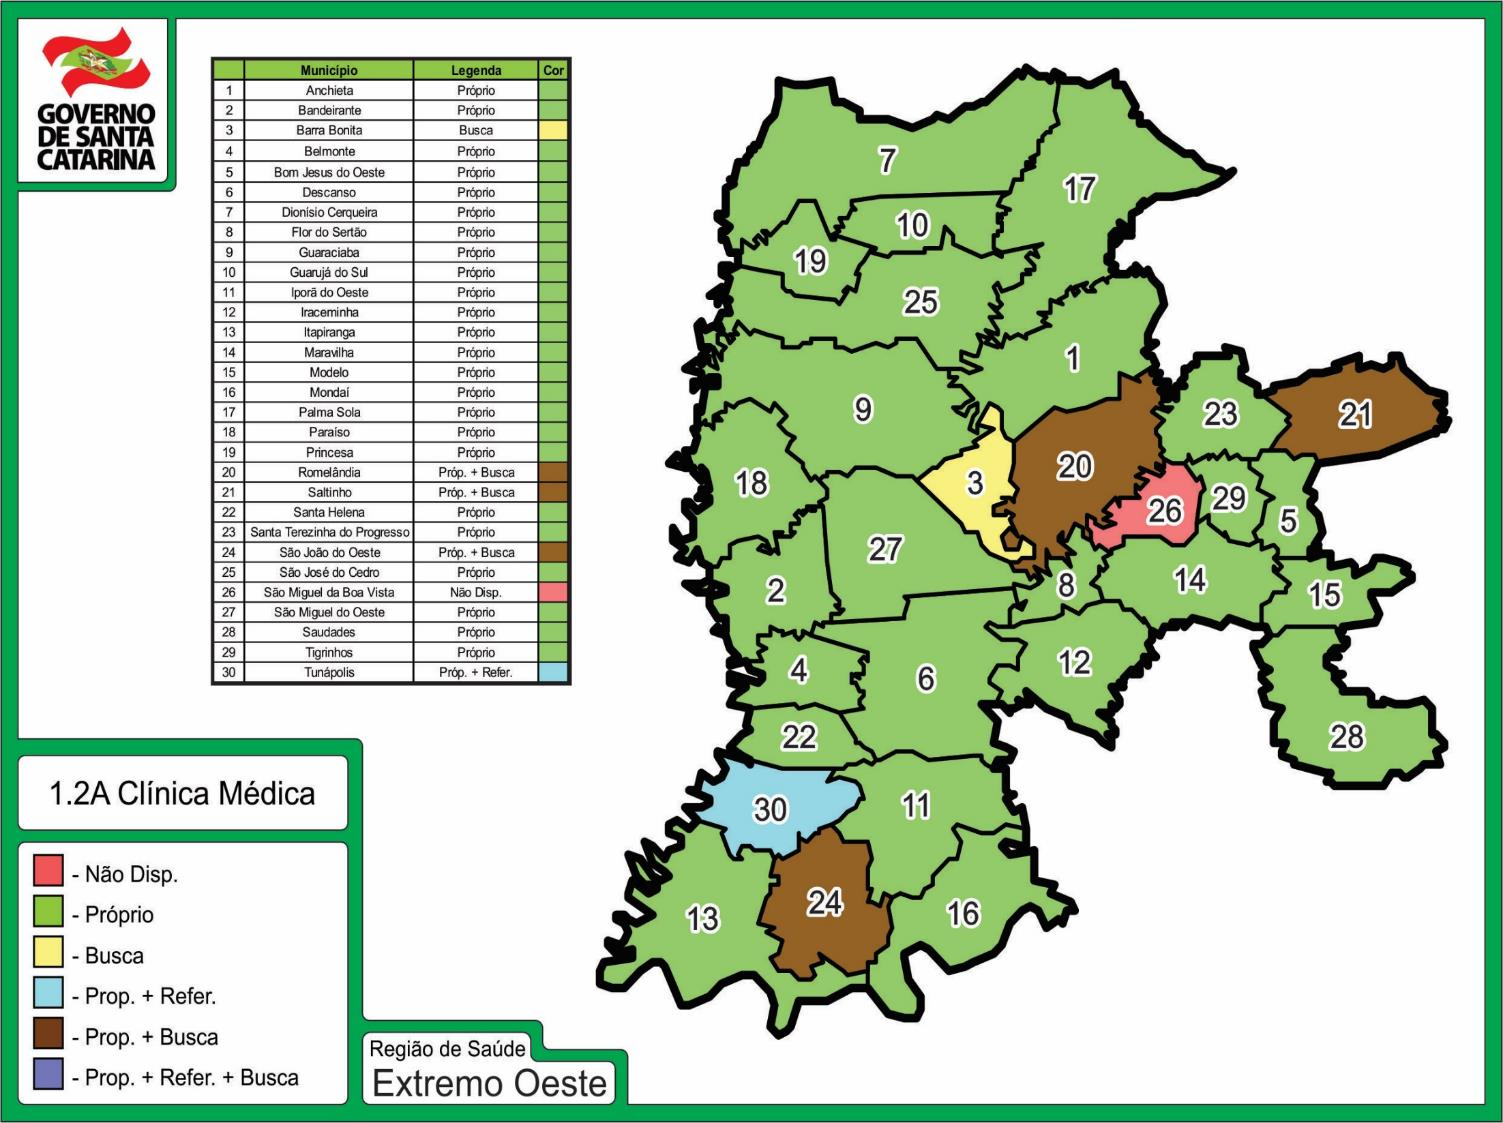 GOVERNO
DE SANTA
CATARINA
Município Legenda Cor
1 Anchieta Próprio
2 Bandeirante Próprio
3 Barra Bonita Busca
4 Belmonte Próprio
5 Bom Jesus do Oeste Próprio
6 Descanso Próprio
7 Dionísio Cerqueira Próprio
8 Flor do Sertão Próprio
9 Guaraciaba Próprio
10 Guarujá do Sul Próprio
11 Iporã do Oeste Próprio
12 Iraceminha Próprio
13 Itapiranga Próprio
14 Maravilha Próprio
15 Modelo Próprio
16 Mondaí Próprio
17 Palma Sola Próprio
18 Paraíso Próprio
19 Princesa Próprio
20 Romelândia Próp. + Busca
21 Saltinho Próp. + Busca
22 Santa Helena Próprio
23 Santa Terezinha do Progresso Próprio
24 São João do Oeste Próp. + Busca
25 São José do Cedro Próprio
26 São Miguel da Boa Vista Não Disp.
27 São Miguel do Oeste Próprio
28 Saudades Próprio
29 Tigrinhos Próprio
30 Tunápolis Próp. + Refer.
7
17
10
19
25
1
9
23
21
20
3
18
26
29
5
27
14
2
8
15
12
4
6
22
28
30
11
24
13
16
1.2A Clínica Médica
- Não Disp.
- Próprio
- Busca
- Prop. + Refer.
- Prop. + Busca
- Prop. + Refer. + Busca
Região de Saúde
Extremo Oeste